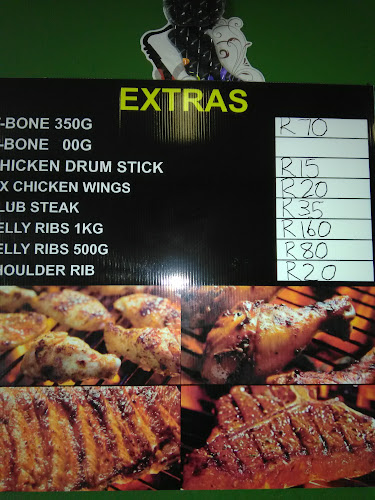 EXTRAS
-BONE 350G R70
-BONE 00G
CHICKEN DRUM STICK R15
X CHICKEN WINGS R20
LUB STEAK R35
ELLY RIBS 1KG R160
ELLY RIBS 500G R80
HOULDER RIB R20